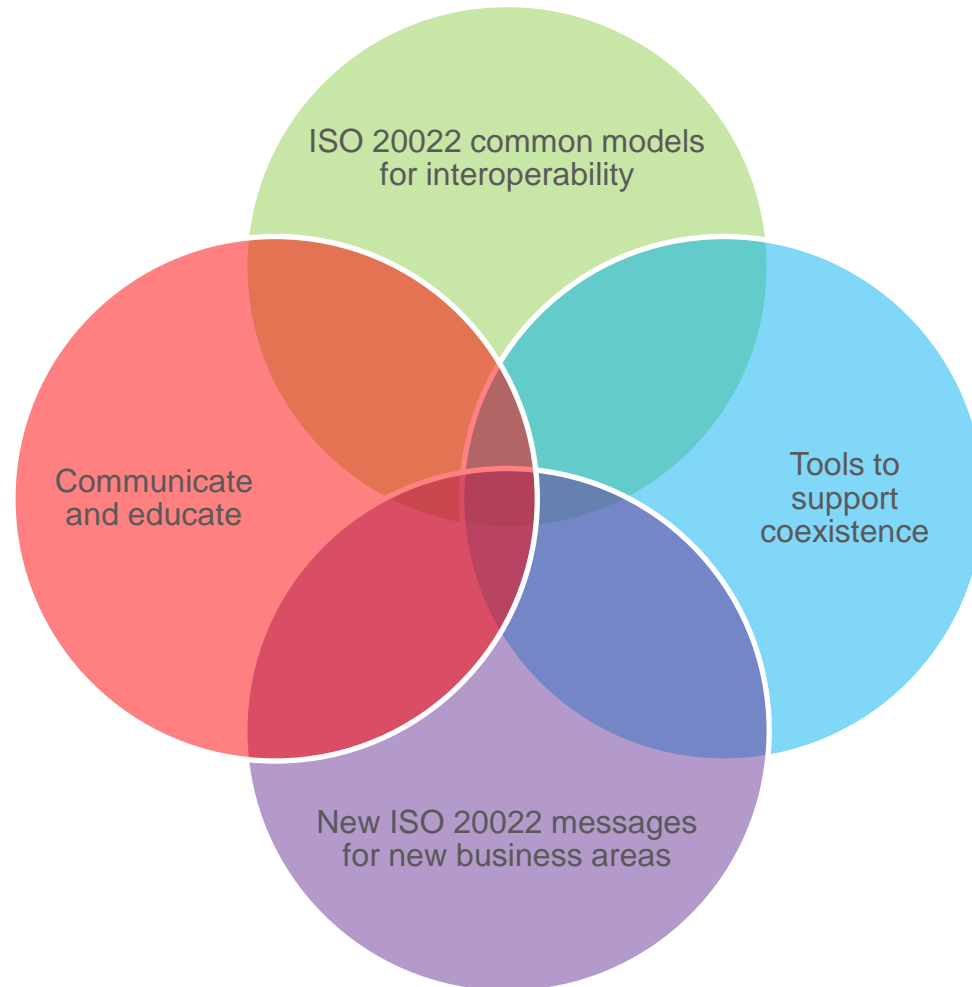 ISO 20022 common models
for interoperability
Communicate
and educate
Tools to
support
coexistence
New ISO 20022 messages
for new business areas